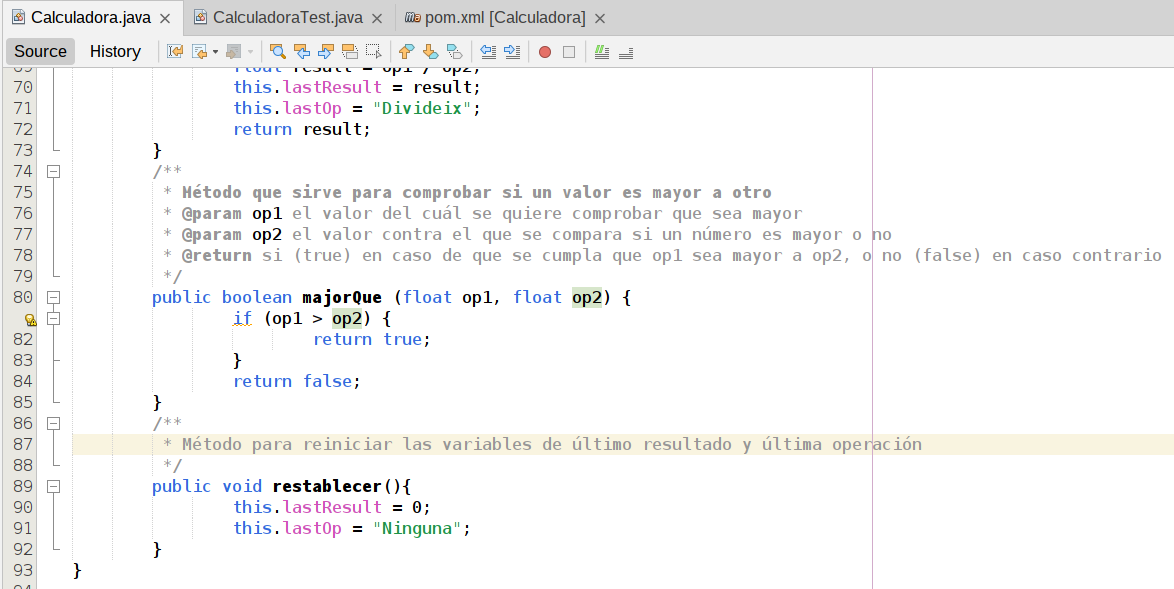 Calculadora.java × CalculadoraTest.java × pom.xml [Calculadora] ×
Source History
69 float result = op1 / op2;
70 this.lastResult = result;
71 this.lastOp = "Divideix";
72 return result;
73 }
74 /**
75 * Método que sirve para comprobar si un valor es mayor a otro
76 * @param op1 el valor del cuál se quiere comprobar que sea mayor
77 * @param op2 el valor contra el que se compara si un número es mayor o no
78 * @return si (true) en caso de que se cumpla que op1 sea mayor a op2, o no (false) en caso contrario
79 */
80 public boolean majorQue (float op1, float op2) {
if (op1 > op2) {
82 return true;
83 }
84 return false;
85 }
86 /**
87 * Método para reiniciar las variables de último resultado y última operación
88 */
89 public void restablecer(){
90 this.lastResult = 0;
91 this.lastOp = "Ninguna";
92 }
93 }
94